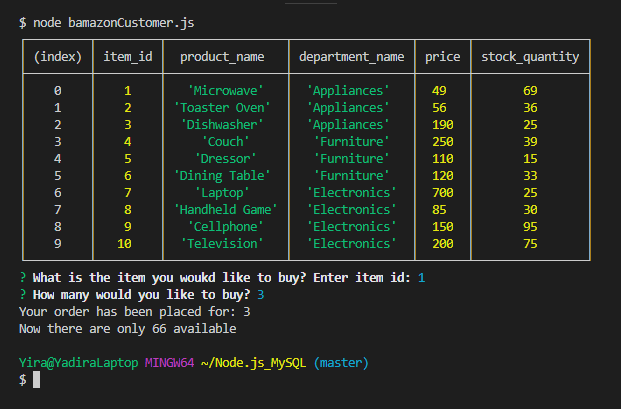 $ node bamazonCustomer.js
(index) item_id product_name department_name price stock_quantity
0 1 'Microwave' 'Appliances' 49 69
1 2 'Toaster Oven' 'Appliances' 56 36
2 3 'Dishwasher' 'Appliances' 190 25
3 4 'Couch' 'Furniture' 250 39
4 5 'Dressor' 'Furniture' 110 15
5 6 'Dining Table' 'Furniture' 120 33
6 7 'Laptop' 'Electronics' 700 25
7 8 'Handheld Game' 'Electronics' 85 30
8 9 'Cellphone' 'Electronics' 150 95
9 10 'Television' 'Electronics' 200 75
? What is the item you woukd like to buy? Enter item id: 1
? How many would you like to buy? 3
Your order has been placed for: 3
Now there are only 66 available
Yira@YadiraLaptop MINGW64 ~/Node.js_MySQL (master)
$